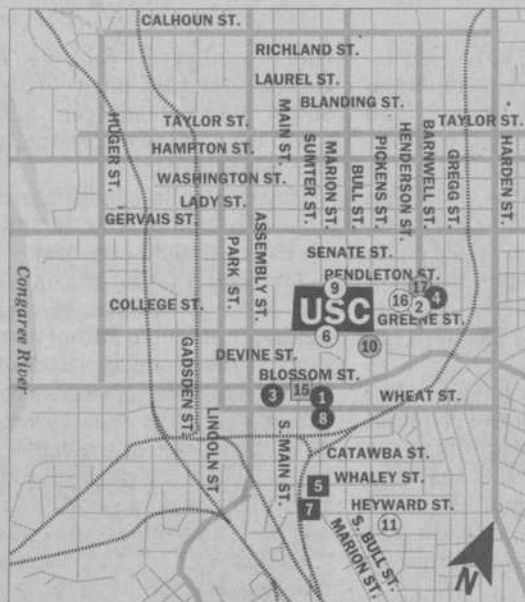 CALHOUN ST.
RICHLAND ST.
LAUREL ST.
BLANDING ST.
TAYLOR ST.
TAYLOR ST.
HUGER ST.
MAIN ST.
SUMTER ST.
MARION ST.
BULL ST.
PICKENS ST.
HENDERSON ST.
BARNWELL ST.
GREGG ST.
HARDEN ST.
HAMPTON ST.
WASHINGTON ST.
LADY ST.
GERVAIS ST.
PARK ST.
ASSEMBLY ST.
SENATE ST.
PENDLETON ST.
9
17
16
2
4
Congaree River
COLLEGE ST.
USC
GREENE ST.
6
10
GADSDEN ST
DEVINE ST.
BLOSSOM ST.
3
15
1
WHEAT ST.
8
LINCOLN ST
S. MAIN ST.
CATAWBA ST.
5
WHALEY ST.
7
HEYWARD ST.
11
S. BULL ST.
MARION ST.
N